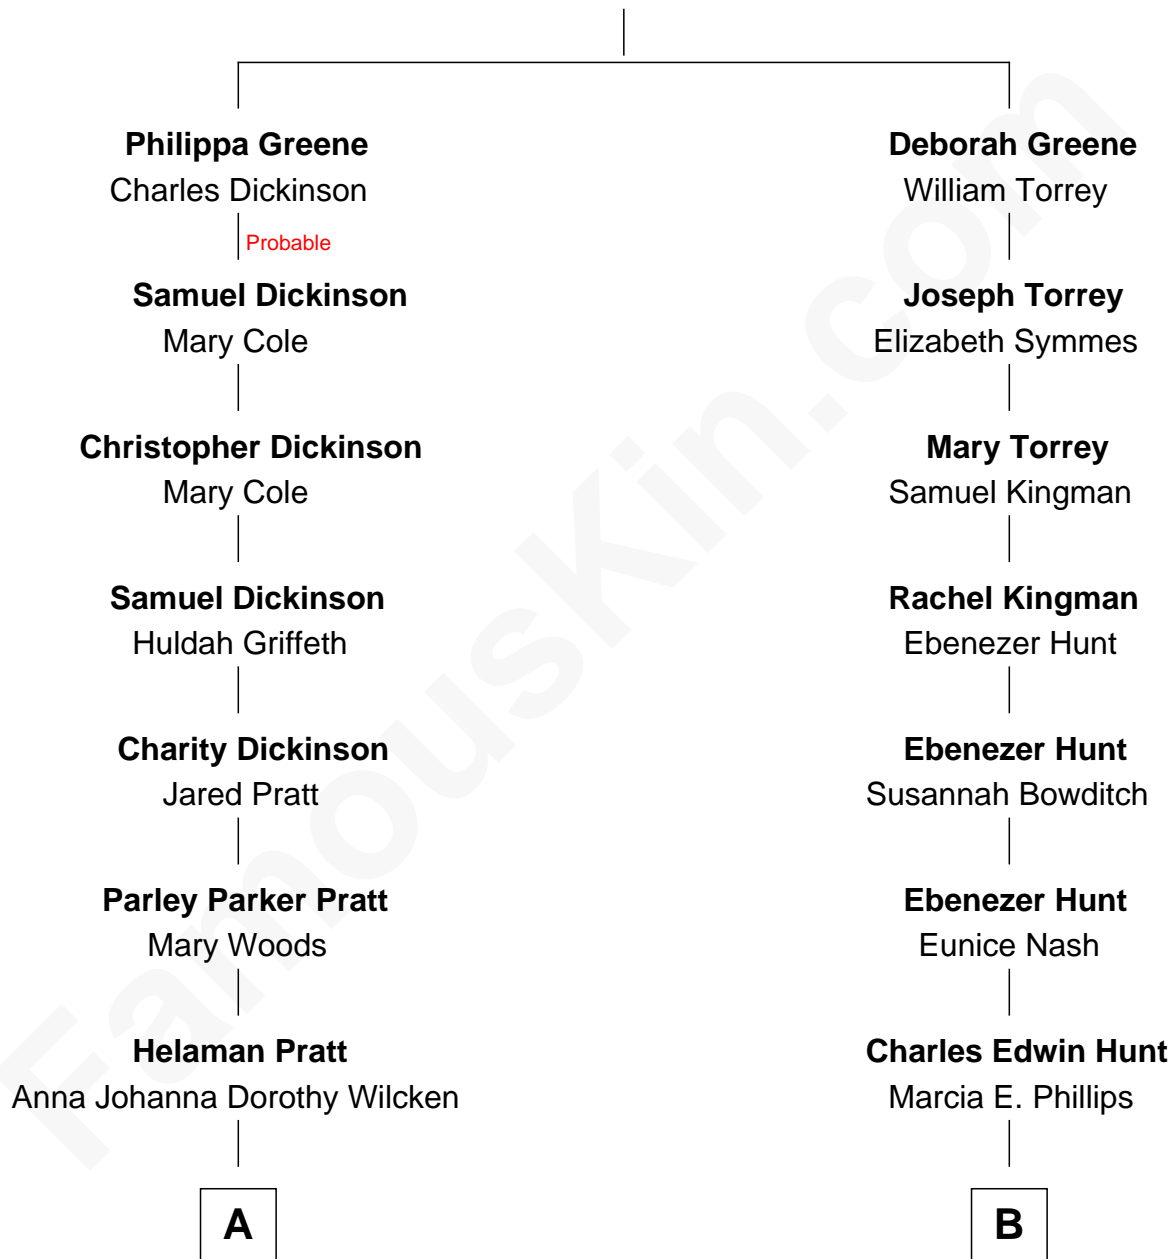 Philippa Greene
Charles Dickinson
Probable
Samuel Dickinson
Mary Cole
Christopher Dickinson
Mary Cole
Samuel Dickinson
Huldah Griffeth
Charity Dickinson
Jared Pratt
Parley Parker Pratt
Mary Woods
Helaman Pratt
Anna Johanna Dorothy Wilcken
A
Deborah Greene
William Torrey
Joseph Torrey
Elizabeth Symmes
Mary Torrey
Samuel Kingman
Rachel Kingman
Ebenezer Hunt
Ebenezer Hunt
Susannah Bowditch
Ebenezer Hunt
Eunice Nash
Charles Edwin Hunt
Marcia E. Phillips
B
FamousKin.com